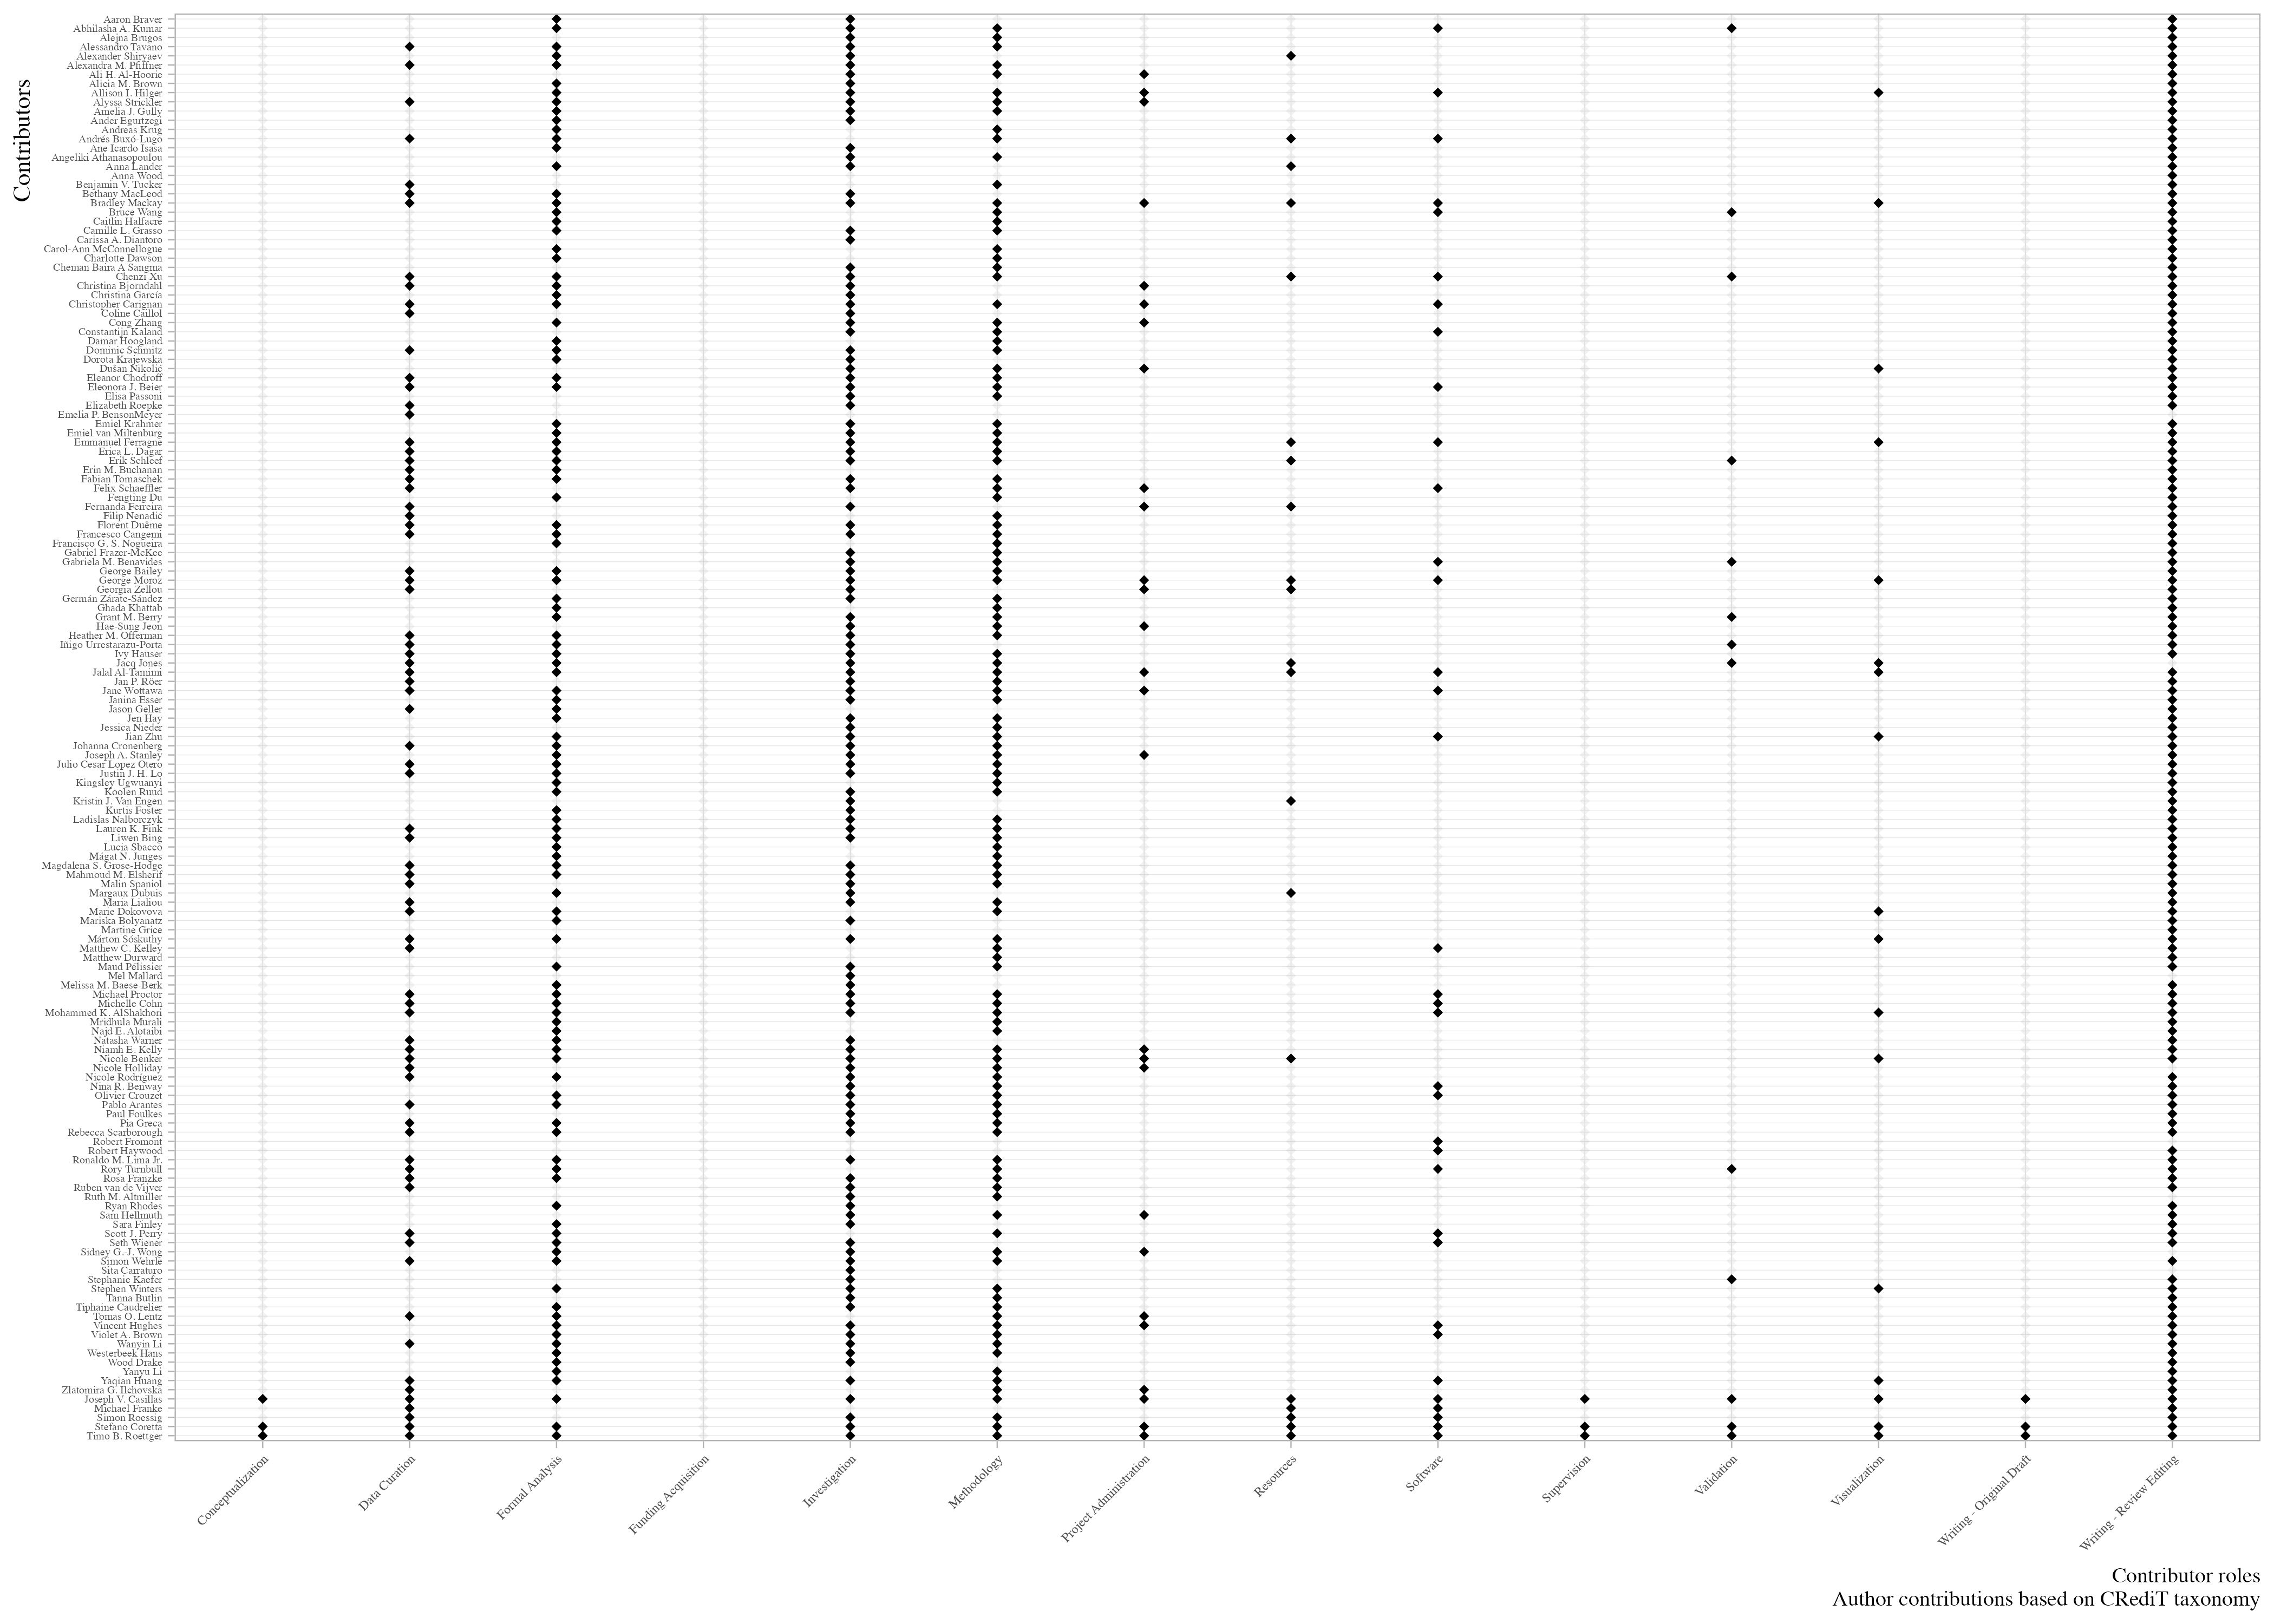 Contributors
Aaron Braver
Abhilasha A. Kumar
Alejna Brugos
Alessandro Tavano
Alexander Shiryaev
Alexandra M. Pfiffner
Ali H. Al-Hoorie
Alicia M. Brown
Allison I. Hilger
Alyssa Strickler
Amelia J. Gully
Ander Egurtzegi
Andreas Krug
Andrés Buxó-Lugo
Ane Icardo Isasa
Angeliki Athanasopoulou
Anna Lander
Anna Wood
Benjamin V. Tucker
Bethany MacLeod
Bradley Mackay
Bruce Wang
Caitlin Halfacre
Camille L. Grasso
Carissa A. Diantoro
Carol-Ann McConnellogue
Charlotte Dawson
Cheman Baira A Sangma
Chenzi Xu
Christina Bjorndahl
Christina García
Christopher Carignan
Coline Caillol
Cong Zhang
Constantijn Kaland
Damar Hoogland
Dominic Schmitz
Dorota Krajewska
Dušan Nikolić
Eleanor Chodroff
Eleonora J. Beier
Elisa Passoni
Elizabeth Roepke
Emelia P. BensonMeyer
Emiel Krahmer
Emiel van Miltenburg
Emmanuel Ferragne
Erica L. Dagar
Erik Schleef
Erin M. Buchanan
Fabian Tomaschek
Felix Schaeffler
Fengting Du
Fernanda Ferreira
Filip Nenadić
Florent Duême
Francesco Cangemi
Francisco G. S. Nogueira
Gabriel Frazer-McKee
Gabriela M. Benavides
George Bailey
George Moroz
Georgia Zellou
Germán Zárate-Sández
Ghada Khattab
Grant M. Berry
Hae-Sung Jeon
Heather M. Offerman
Iñigo Urrestarazu-Porta
Ivy Hauser
Jacq Jones
Jalal Al-Tamimi
Jan P. Röer
Jane Wottawa
Janina Esser
Jason Geller
Jen Hay
Jessica Nieder
Jian Zhu
Johanna Cronenberg
Joseph A. Stanley
Julio Cesar Lopez Otero
Justin J. H. Lo
Kingsley Ugwuanyi
Koolen Ruud
Kristin J. Van Engen
Kurtis Foster
Ladislas Nalborczyk
Lauren K. Fink
Liwen Bing
Lucia Sbacco
Mágat N. Junges
Magdalena S. Grose-Hodge
Mahmoud M. Elsherif
Malin Spaniol
Margaux Dubuis
Maria Lialiou
Marie Dokovova
Mariska Bolyanatz
Martine Grice
Márton Sóskuthy
Matthew C. Kelley
Matthew Durward
Maud Pélissier
Mel Mallard
Melissa M. Baese-Berk
Michael Proctor
Michelle Cohn
Mohammed K. AlShakhori
Mridhula Murali
Najd E. Alotaibi
Natasha Warner
Niamh E. Kelly
Nicole Benker
Nicole Holliday
Nicole Rodríguez
Nina R. Benway
Olivier Crouzet
Pablo Arantes
Paul Foulkes
Pia Greca
Rebecca Scarborough
Robert Fromont
Robert Haywood
Ronaldo M. Lima Jr.
Rory Turnbull
Rosa Franzke
Ruben van de Vijver
Ruth M. Altmiller
Ryan Rhodes
Sam Hellmuth
Sara Finley
Scott J. Perry
Seth Wiener
Sidney G.-J. Wong
Simon Wehrle
Sita Carraturo
Stephanie Kaefer
Stephen Winters
Tanna Butlin
Tiphaine Caudrelier
Tomas O. Lentz
Vincent Hughes
Violet A. Brown
Wanyin Li
Westerbeek Hans
Wood Drake
Yanyu Li
Yaqian Huang
Zlatomira G. Ilchovska
Joseph V. Casillas
Michael Franke
Simon Roessig
Stefano Coretta
Timo B. Roettger
Conceptualization
Data Curation
Formal Analysis
Funding Acquisition
Investigation
Methodology
Project Administration
Resources
Software
Supervision
Validation
Visualization
Writing - Original Draft
Writing - Review Editing
Contributor roles
Author contributions based on CRediT taxonomy